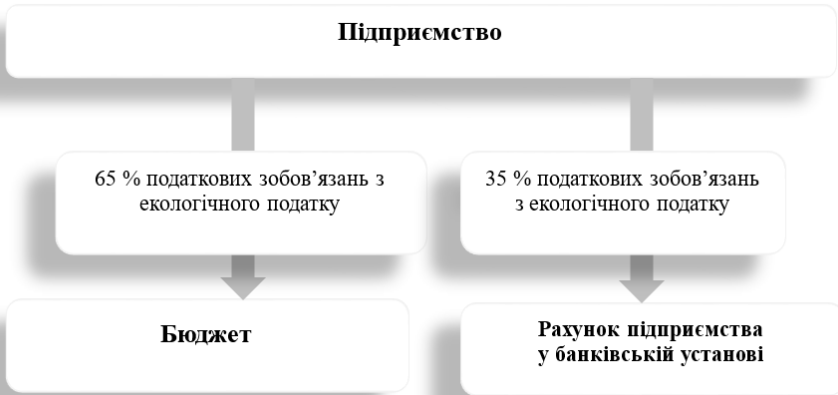 Підприємство
65 % податкових зобов’язань з
екологічного податку
35 % податкових зобов’язань
з екологічного податку
Бюджет
Рахунок підприємства
у банківській установі